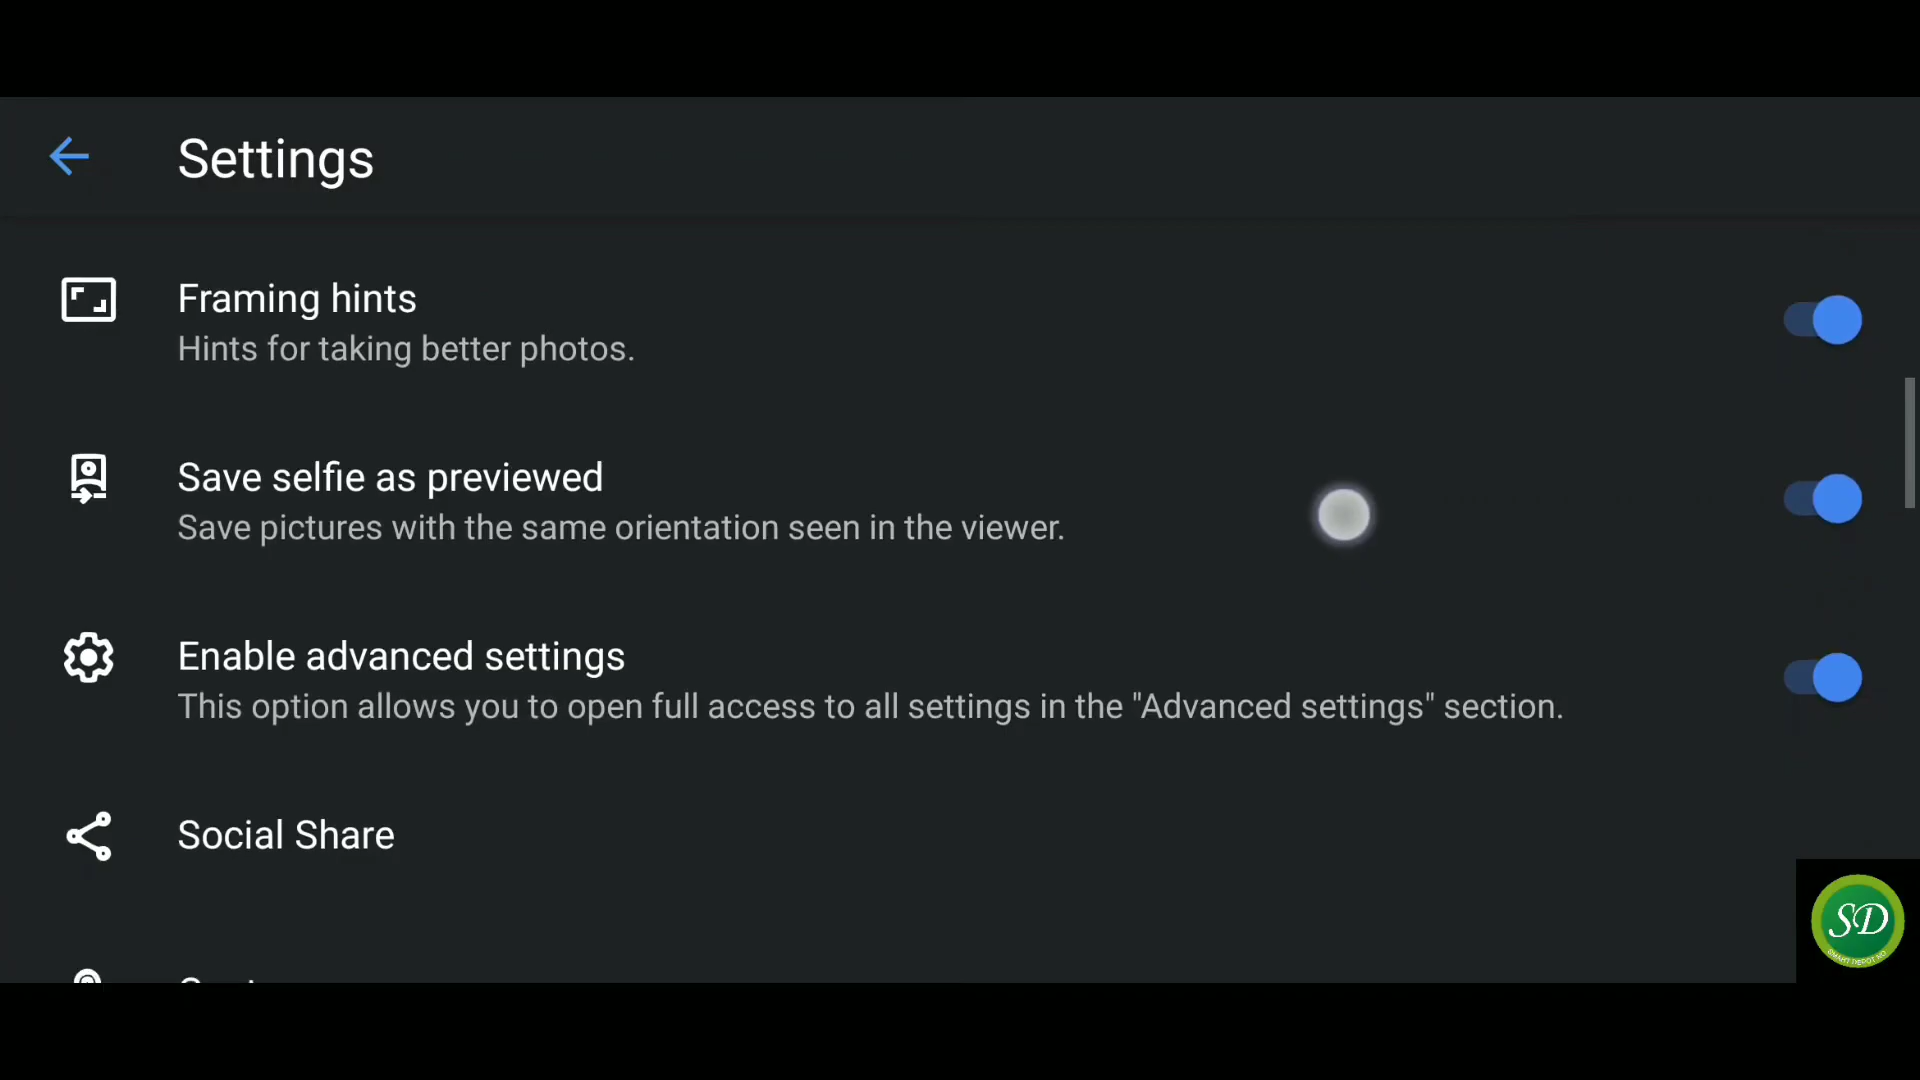 Settings
Framing hints
Hints for taking better photos.
Save selfie as previewed
Save pictures with the same orientation seen in the viewer.
Enable advanced settings
This option allows you to open full access to all settings in the "Advanced settings" section.
Social Share
SD